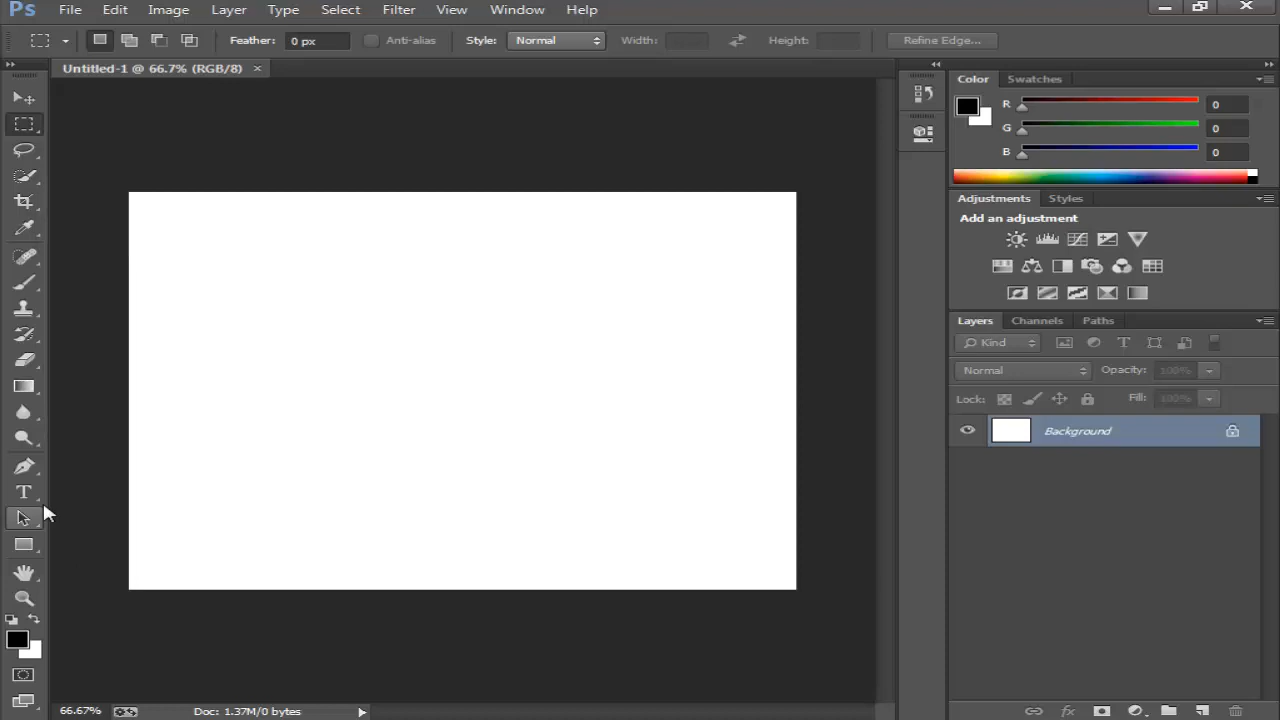 Ps File Edit Image Layer Type Select Filter View Window Help
Feather: 0 px Anti-alias Style: Normal Width: Height: Refine Edge...
Untitled-1 @ 66.7% (RGB/8) ×
Color Swatches
R 0
G 0
B 0
Adjustments Styles
Add an adjustment
Layers Channels Paths
Kind
Normal Opacity: 100%
Lock: Fill: 100%
Background
T
66.67% Doc: 1.37M/0 bytes